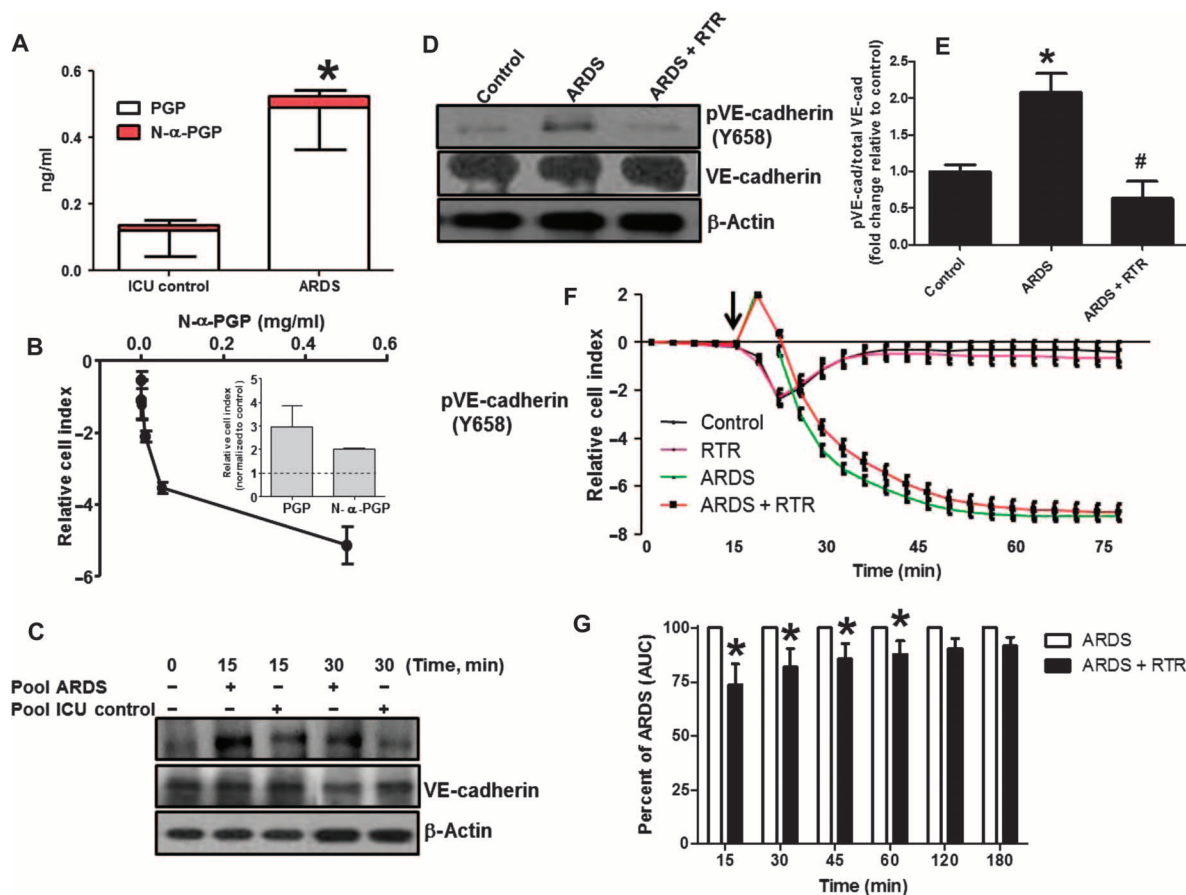 A
0.6
0.4
0.2
0.0
ng/ml
PGP
N-α-PGP
*
ICU control
ARDS
B
N-α-PGP (mg/ml)
0.0
0.2
0.4
0.6
0
–2
–4
–6
Relative cell index
Relative cell index
(normalized to control)
5
4
3
2
1
0
PGP
N- α-PGP
C
0 15 15 30 30 (Time, min)
Pool ARDS – + – + –
Pool ICU control – – + – +
pVE-cadherin
(Y658)
VE-cadherin
β-Actin
D
Control
ARDS
ARDS + RTR
pVE-cadherin
(Y658)
VE-cadherin
β-Actin
E
pVE-cad/total VE-cad
(fold change relative to control)
2.5
2.0
1.5
1.0
0.5
0.0
*
#
Control
ARDS
ARDS + RTR
F
2
0
–2
–4
–6
–8
Relative cell index
Control
RTR
ARDS
ARDS + RTR
0 15 30 45 60 75
Time (min)
G
100
75
50
25
0
Percent of ARDS (AUC)
* * * *
ARDS
ARDS + RTR
15 30 45 60 120 180
Time (min)